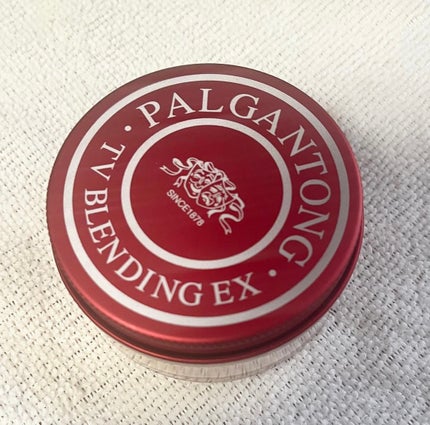 PALGANTONG
TV BLENDING EX
SINCE1878